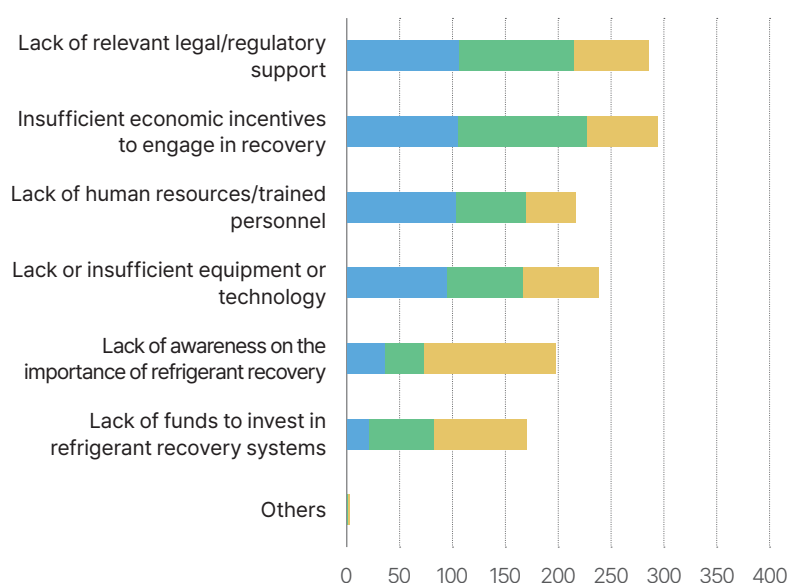 Lack of relevant legal/regulatory
support
Insufficient economic incentives
to engage in recovery
Lack of human resources/trained
personnel
Lack or insufficient equipment or
technology
Lack of awareness on the
importance of refrigerant recovery
Lack of funds to invest in
refrigerant recovery systems
Others
0 50 100 150 200 250 300 350 400